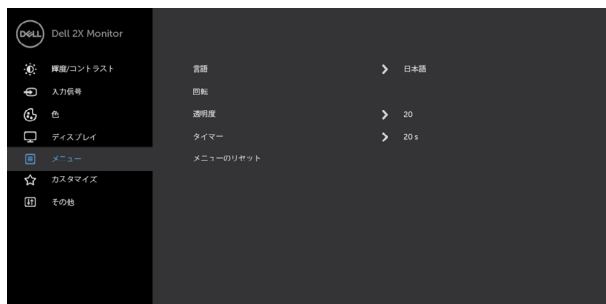 DELL Dell 2X Monitor
輝度/コントラスト
入力信号
色
ディスプレイ
メニュー
カスタマイズ
その他
言語 日本語
回転
透明度 20
タイマー 20 s
メニューのリセット